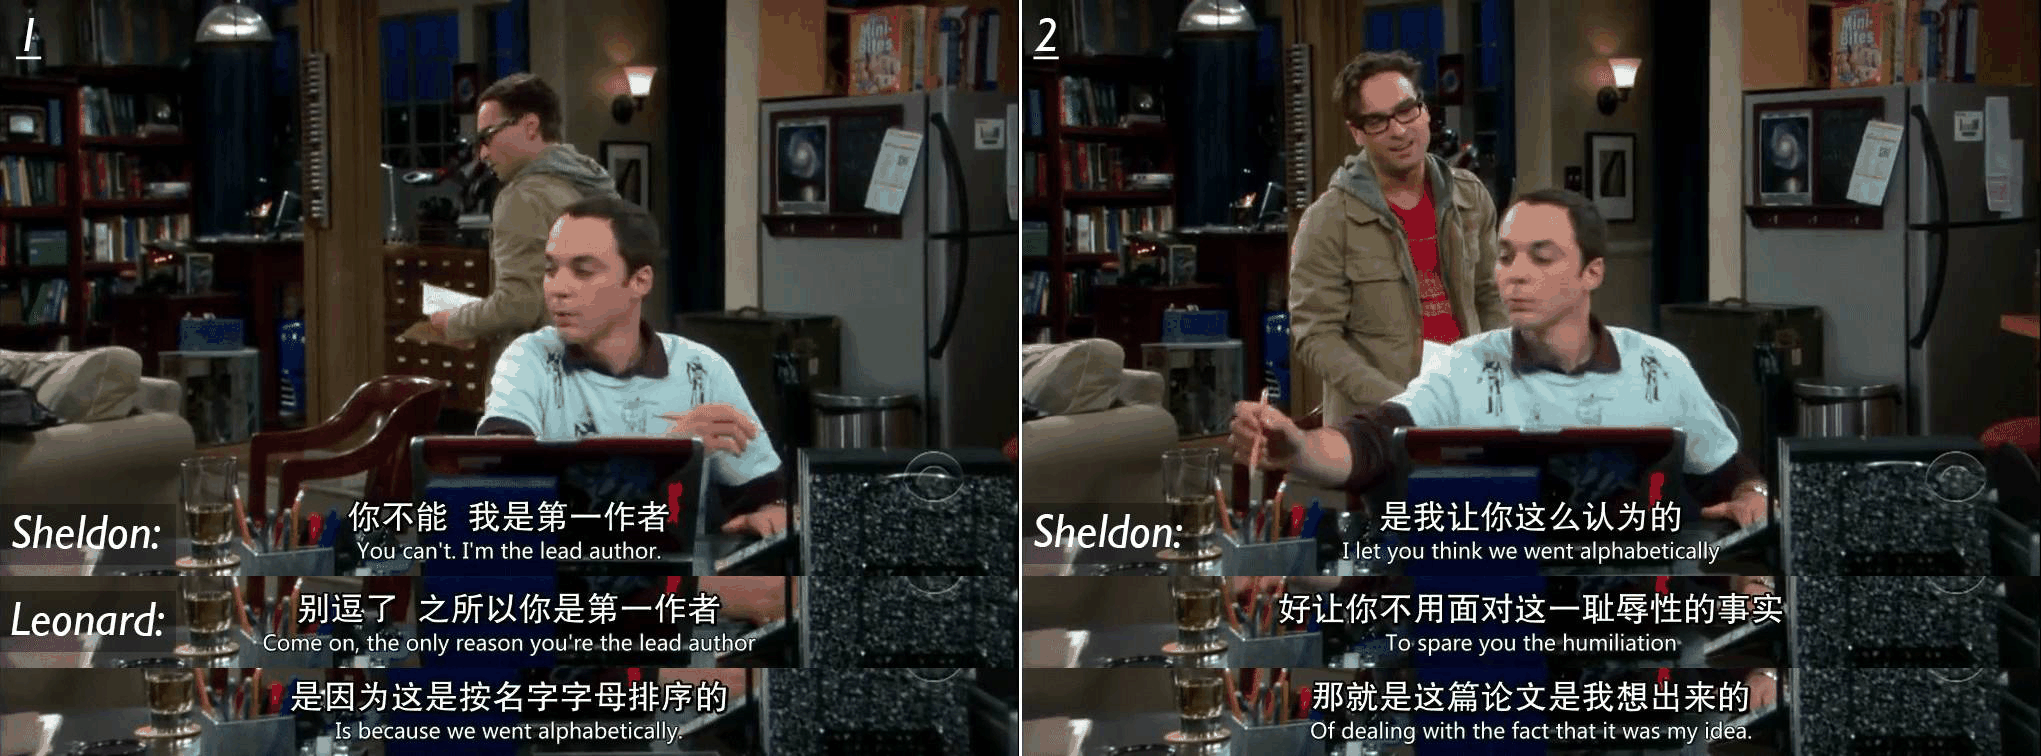 1
Mini-
Bites
Sheldon:
你不能 我是第一作者
You can't. I'm the lead author.
Leonard:
别逗了 之所以你是第一作者
Come on, the only reason you're the lead author
是因为这是按名字字母排序的
Is because we went alphabetically.
2
Mini-
Bites
Sheldon:
是我让你这么认为的
I let you think we went alphabetically
好让你不用面对这一耻辱性的事实
To spare you the humiliation
那就是这篇论文是我想出来的
Of dealing with the fact that it was my idea.